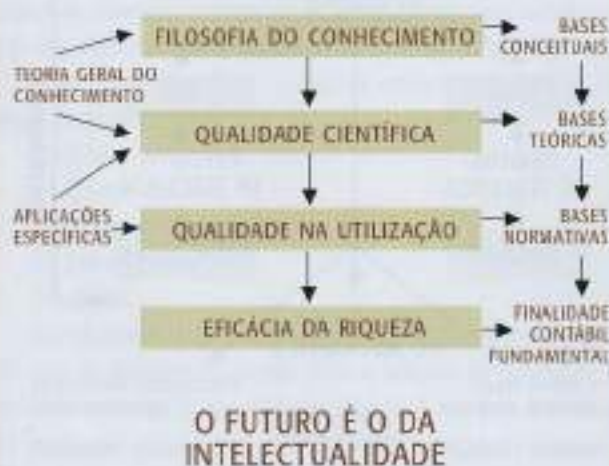 FILOSOFIA DO CONHECIMENTO
BASES
CONCEITUAIS
TEORIA GERAL DO
CONHECIMENTO
QUALIDADE CIENTÍFICA
BASES
TEÓRICAS
APLICAÇÕES
ESPECÍFICAS
QUALIDADE NA UTILIZAÇÃO
BASES
NORMATIVAS
EFICÁCIA DA RIQUEZA
FINALIDADE
CONTÁBIL
FUNDAMENTAL
O FUTURO É O DA
INTELECTUALIDADE